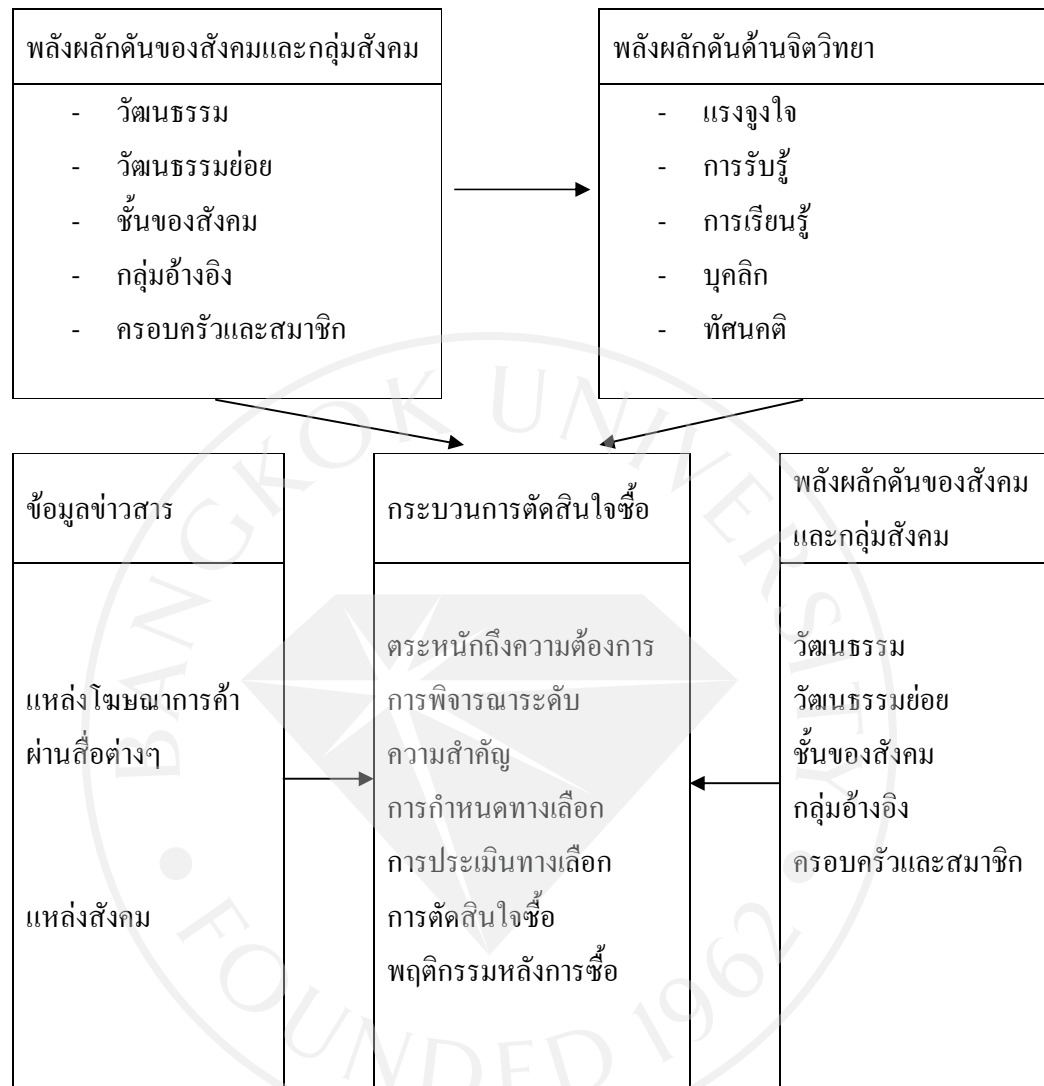 พลังผลักดันของสังคมและกลุ่มสังคม
- วัฒนธรรม
- วัฒนธรรมย่อย
- ชั้นของสังคม
- กลุ่มอ้างอิง
- ครอบครัวและสมาชิก
พลังผลักดันด้านจิตวิทยา
- แรงจูงใจ
- การรับรู้
- การเรียนรู้
- บุคลิก
- ทัศนคติ
ข้อมูลข่าวสาร
แหล่งโฆษณาการค้า
ผ่านสื่อต่างๆ
แหล่งสังคม
กระบวนการตัดสินใจซื้อ
ตระหนักถึงความต้องการ
การพิจารณาระดับ
ความสำคัญ
การกำหนดทางเลือก
การประเมินทางเลือก
การตัดสินใจซื้อ
พฤติกรรมหลังการซื้อ
พลังผลักดันของสังคม
และกลุ่มสังคม
วัฒนธรรม
วัฒนธรรมย่อย
ชั้นของสังคม
กลุ่มอ้างอิง
ครอบครัวและสมาชิก
BANGKOK UNIVERSITY
FOUNDED 1962